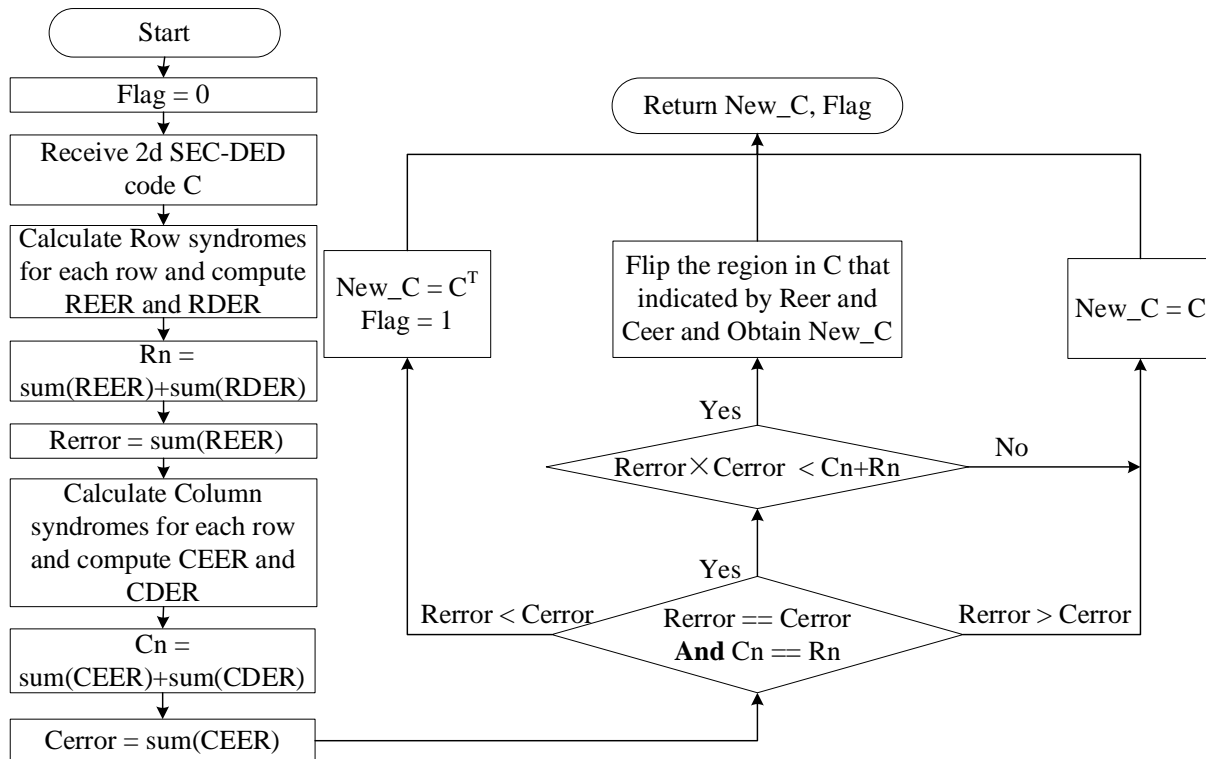 Start
Flag = 0
Receive 2d SEC-DED
code C
Calculate Row syndromes
for each row and compute
REER and RDER
Rn =
sum(REER)+sum(RDER)
Rerror = sum(REER)
Calculate Column
syndromes for each row
and compute CEER and
CDER
Cn =
sum(CEER)+sum(CDER)
Cerror = sum(CEER)
Return New_C, Flag
New_C = C^T
Flag = 1
Flip the region in C that
indicated by Reer and
Ceer and Obtain New_C
New_C = C
Yes
Rerror×Cerror < Cn+Rn
No
Yes
Rerror < Cerror
Rerror == Cerror
And Cn == Rn
Rerror > Cerror